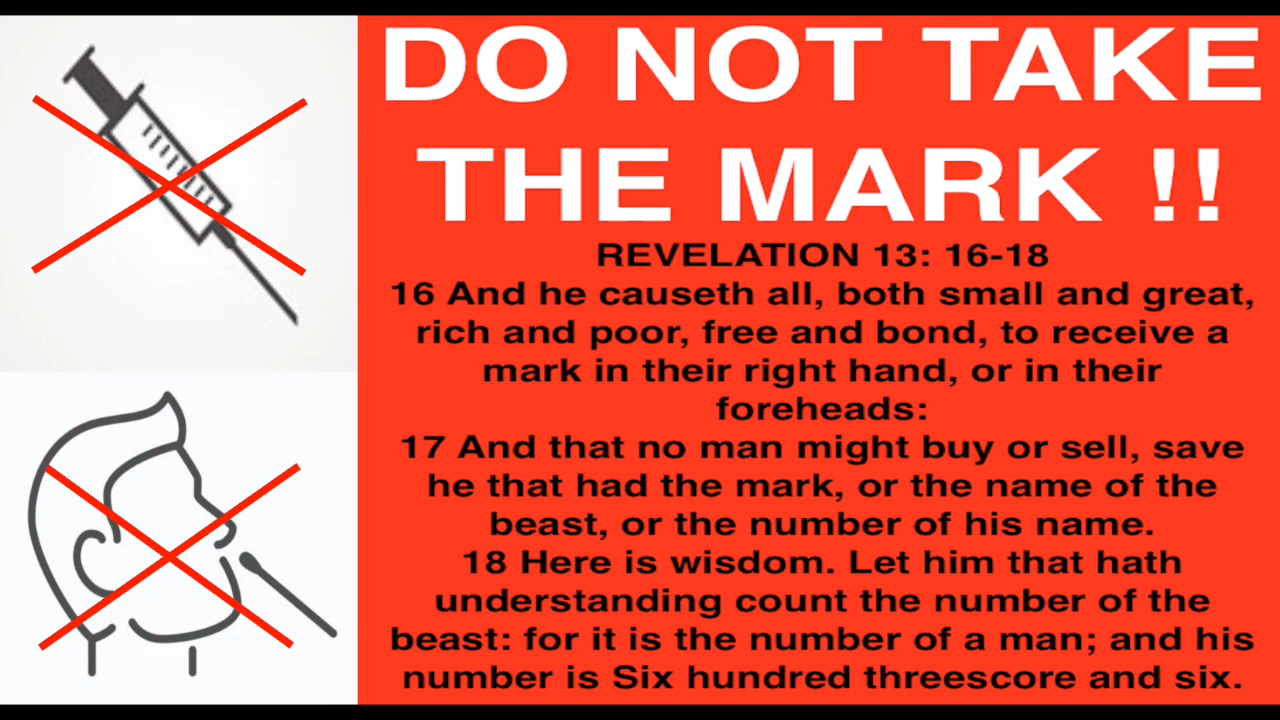 DO NOT TAKE
THE MARK !!
REVELATION 13: 16-18
16 And he causeth all, both small and great,
rich and poor, free and bond, to receive a
mark in their right hand, or in their
foreheads:
17 And that no man might buy or sell, save
he that had the mark, or the name of the
beast, or the number of his name.
18 Here is wisdom. Let him that hath
understanding count the number of the
beast: for it is the number of a man; and his
number is Six hundred threescore and six.